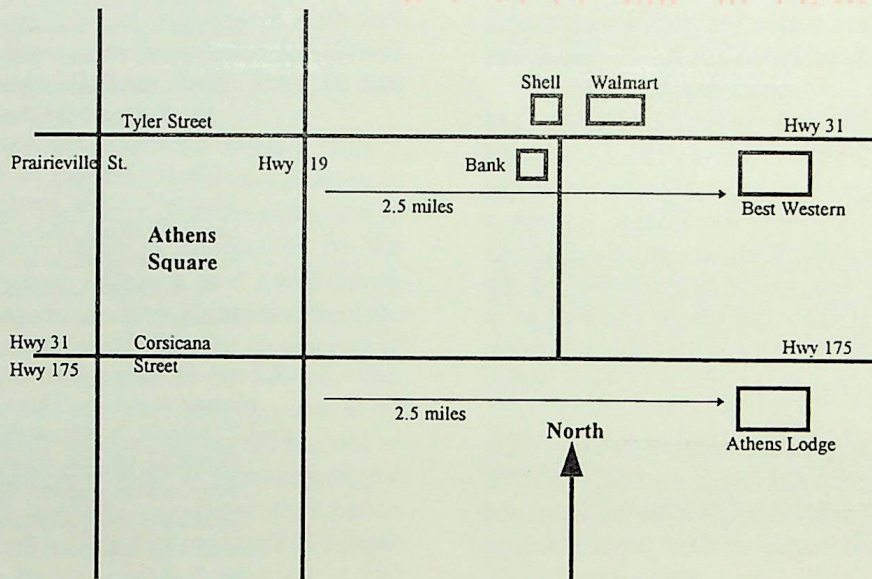 Shell Walmart
Tyler Street
Hwy 31
Prairieville St.
Hwy 19
Bank
2.5 miles
Best Western
Athens
Square
Hwy 31
Corsicana
Street
Hwy 175
Hwy 175
2.5 miles
North
Athens Lodge